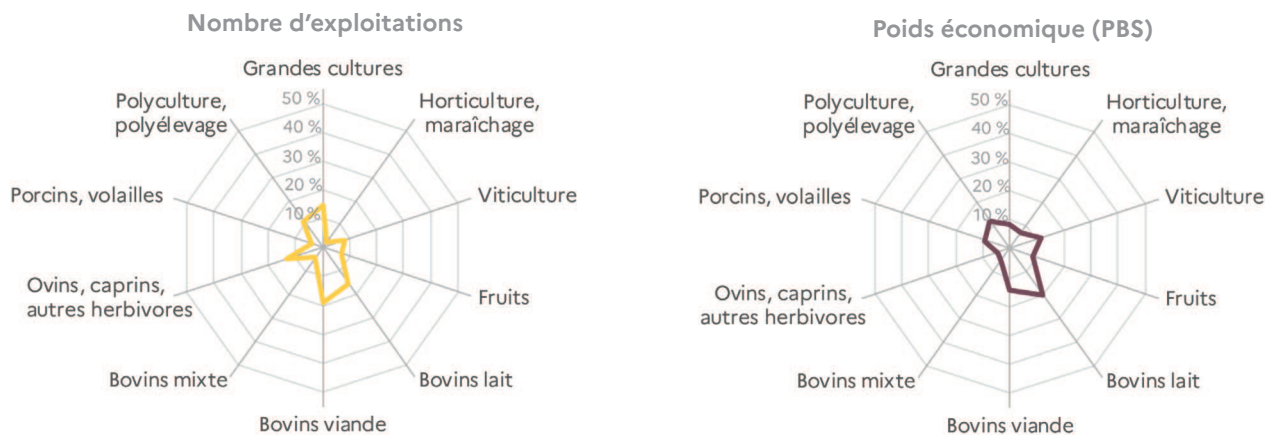 Nombre d'exploitations
Grandes cultures
50 %
40 %
30 %
20 %
10 %
Horticulture,
maraîchage
Viticulture
Fruits
Bovins lait
Bovins viande
Bovins mixte
Ovins, caprins,
autres herbivores
Porcins, volailles
Polyculture,
polyélevage
Poids économique (PBS)
Grandes cultures
50 %
40 %
30 %
20 %
10 %
Horticulture,
maraîchage
Viticulture
Fruits
Bovins lait
Bovins viande
Bovins mixte
Ovins, caprins,
autres herbivores
Porcins, volailles
Polyculture,
polyélevage